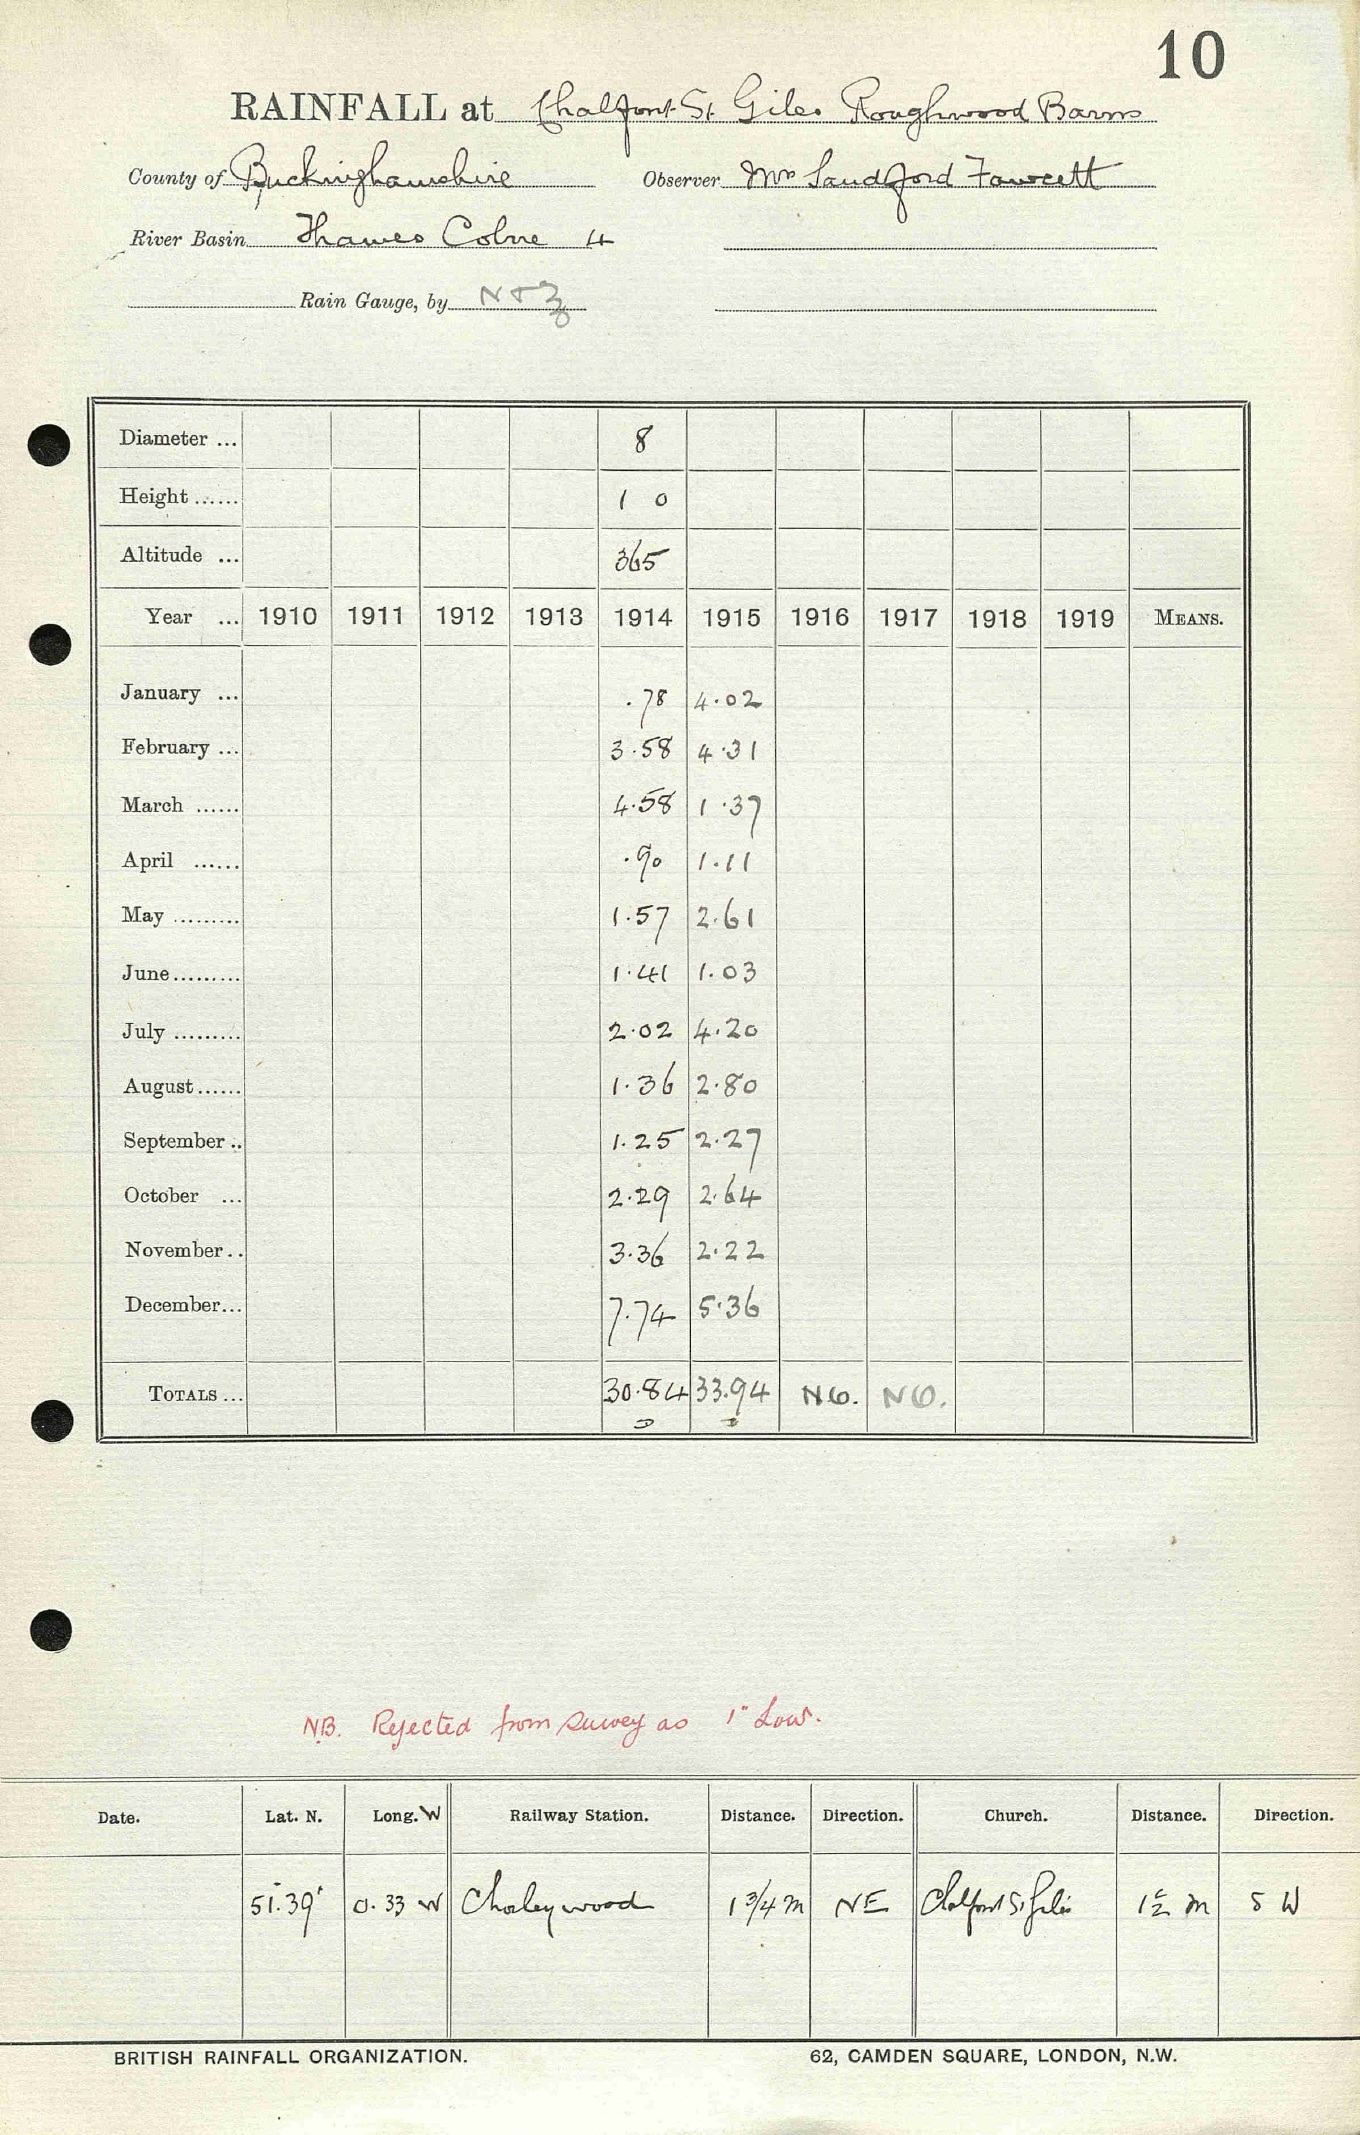 10
RAINFALL at Chalfont St. Giles Roughwood Barns
County of Buckinghamshire Observer Mrs Sandford Fawcett
River Basin Thames Colne 4
Rain Gauge, by N & Z
Diameter ... 8
Height ...... 1 0
Altitude ... 365
Year ... 1910 1911 1912 1913 1914 1915 1916 1917 1918 1919 MEANS.
January ... .78 4.02
February ... 3.58 4.31
March ...... 4.58 1.37
April ...... .90 1.11
May ......... 1.57 2.61
June......... 1.41 1.03
July ......... 2.02 4.20
August...... 1.36 2.80
September .. 1.25 2.27
October ... 2.29 2.64
November.. 3.36 2.22
December... 7.74 5.36
TOTALS ... 30.84 33.94 NO. NO.
NB. Rejected from survey as 1" Low.
Date. Lat. N. Long. W Railway Station. Distance. Direction. Church. Distance. Direction.
51°.39' 0.33 W Chorleywood 1 3/4 m NE Chalfont St Giles 1½ m S W
BRITISH RAINFALL ORGANIZATION. 62, CAMDEN SQUARE, LONDON, N.W.